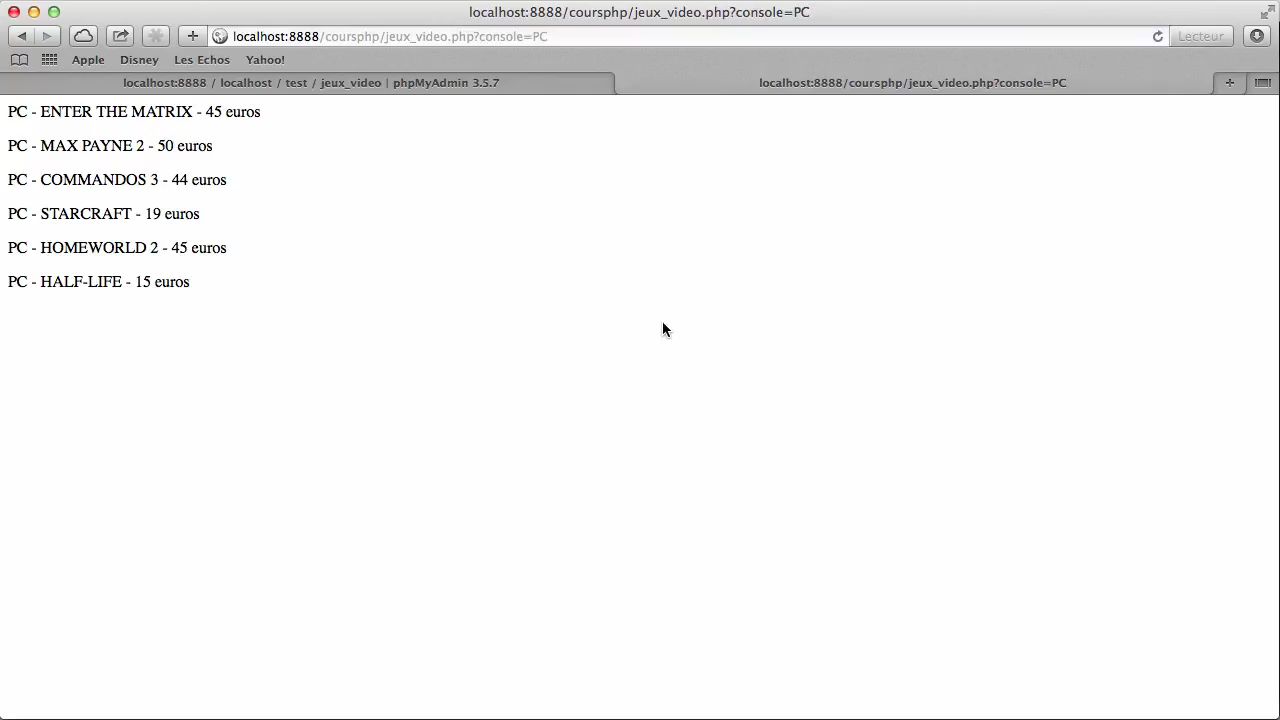 localhost:8888/coursphp/jeux_video.php?console=PC
localhost:8888/coursphp/jeux_video.php?console=PC
Lecteur
Apple Disney Les Echos Yahoo!
localhost:8888 / localhost / test / jeux_video | phpMyAdmin 3.5.7
localhost:8888/coursphp/jeux_video.php?console=PC
PC - ENTER THE MATRIX - 45 euros
PC - MAX PAYNE 2 - 50 euros
PC - COMMANDOS 3 - 44 euros
PC - STARCRAFT - 19 euros
PC - HOMEWORLD 2 - 45 euros
PC - HALF-LIFE - 15 euros